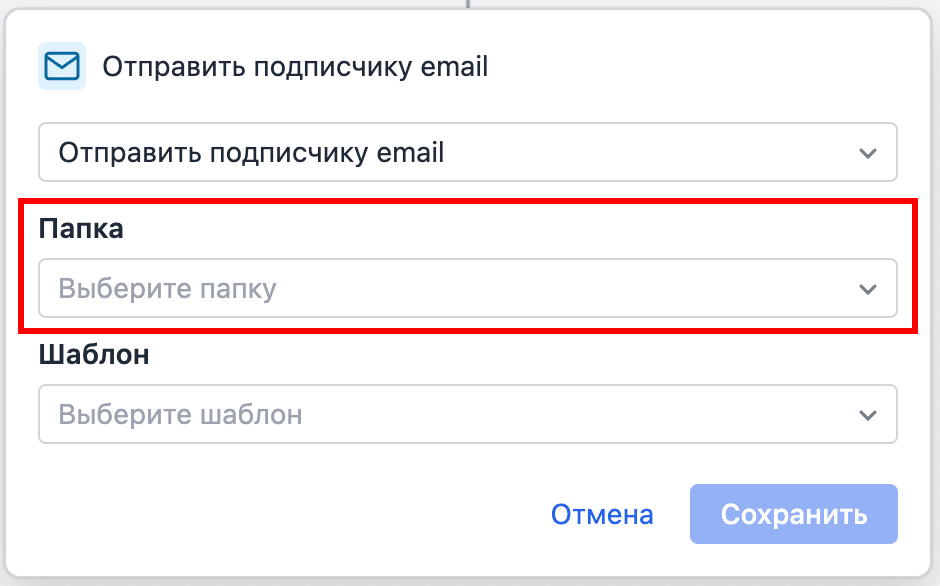 Отправить подписчику email
Отправить подписчику email
Папка
Выберите папку
Шаблон
Выберите шаблон
Отмена
Сохранить